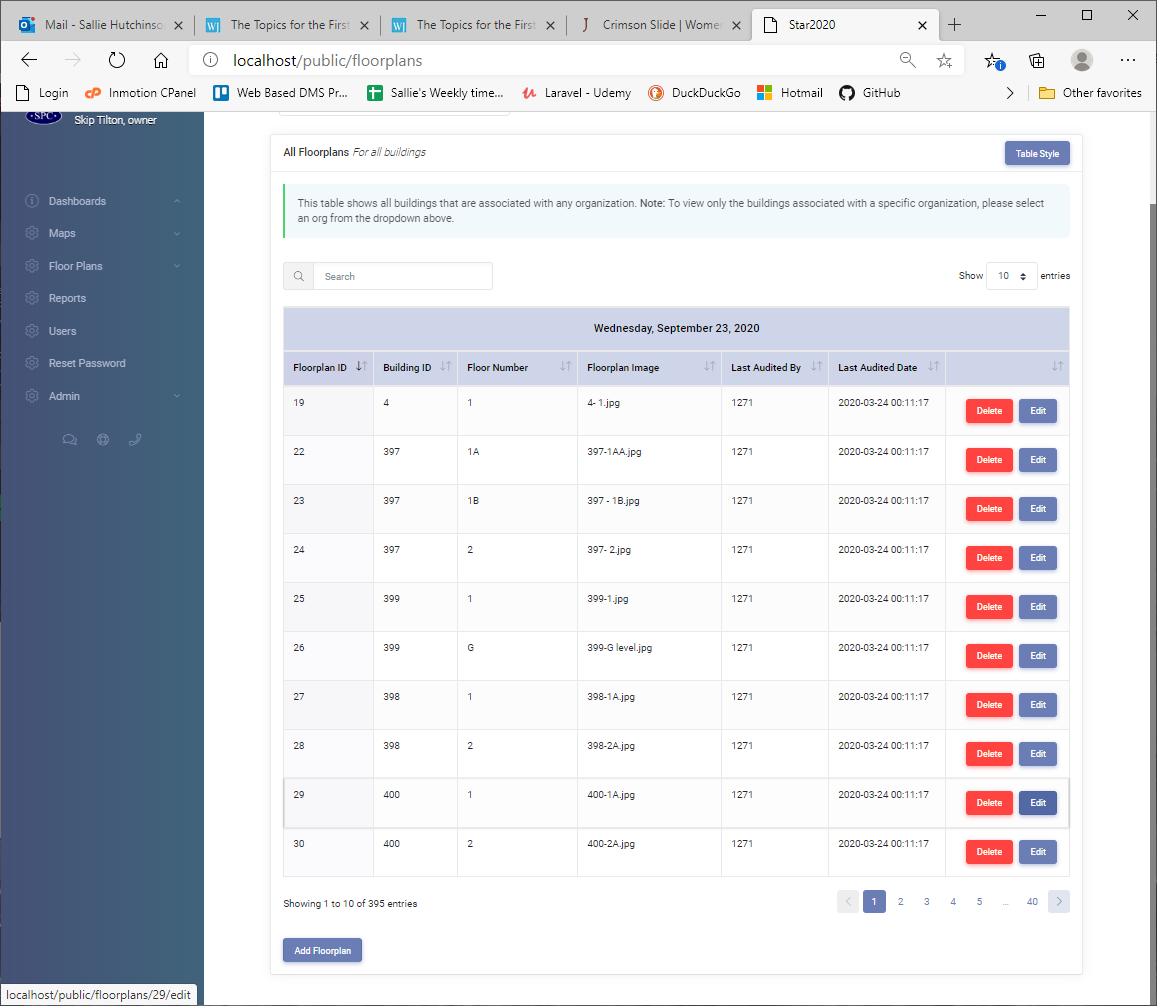 Mail - Sallie Hutchinso
The Topics for the First
The Topics for the First
Crimson Slide | Women
Star2020
localhost/public/floorplans
Login
Inmotion CPanel
Web Based DMS Pr...
Sallie's Weekly time...
Laravel - Udemy
DuckDuckGo
Hotmail
GitHub
Other favorites
SPC
Skip Tilton, owner
Dashboards
Maps
Floor Plans
Reports
Users
Reset Password
Admin
All Floorplans For all buildings
Table Style
This table shows all buildings that are associated with any organization. Note: To view only the buildings associated with a specific organization, please select
an org from the dropdown above.
Search
Show 10 entries
Wednesday, September 23, 2020
Floorplan ID Building ID Floor Number Floorplan Image Last Audited By Last Audited Date
19 4 1 4- 1.jpg 1271 2020-03-24 00:11:17 Delete Edit
22 397 1A 397-1AA.jpg 1271 2020-03-24 00:11:17 Delete Edit
23 397 1B 397 - 1B.jpg 1271 2020-03-24 00:11:17 Delete Edit
24 397 2 397- 2.jpg 1271 2020-03-24 00:11:17 Delete Edit
25 399 1 399-1.jpg 1271 2020-03-24 00:11:17 Delete Edit
26 399 G 399-G level.jpg 1271 2020-03-24 00:11:17 Delete Edit
27 398 1 398-1A.jpg 1271 2020-03-24 00:11:17 Delete Edit
28 398 2 398-2A.jpg 1271 2020-03-24 00:11:17 Delete Edit
29 400 1 400-1A.jpg 1271 2020-03-24 00:11:17 Delete Edit
30 400 2 400-2A.jpg 1271 2020-03-24 00:11:17 Delete Edit
Showing 1 to 10 of 395 entries
1 2 3 4 5 ... 40
Add Floorplan
localhost/public/floorplans/29/edit